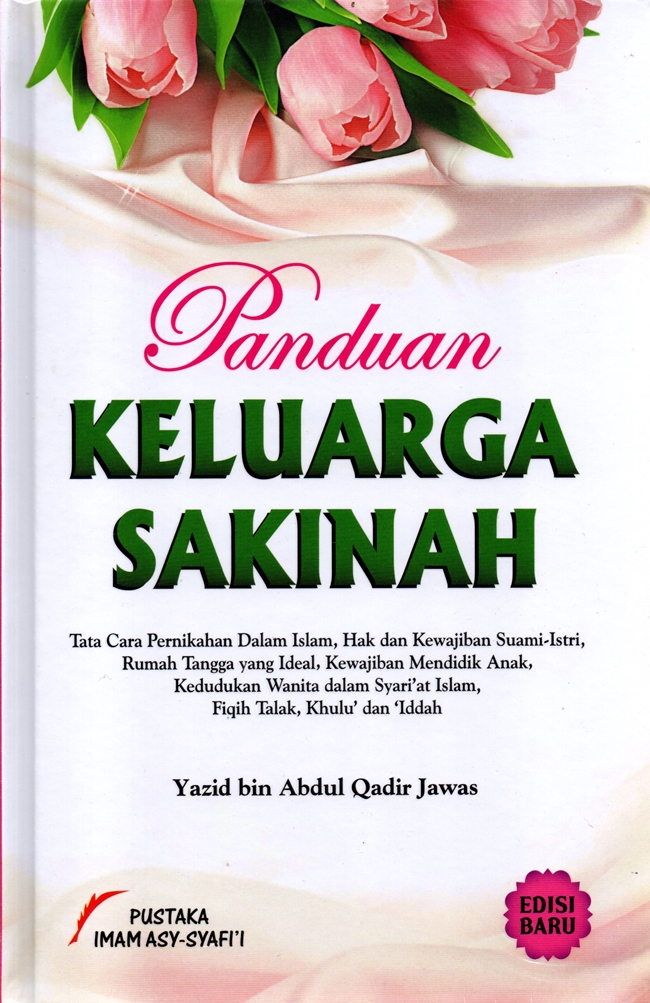 Panduan
KELUARGA
SAKINAH
Tata Cara Pernikahan Dalam Islam, Hak dan Kewajiban Suami-Istri,
Rumah Tangga yang Ideal, Kewajiban Mendidik Anak,
Kedudukan Wanita dalam Syari'at Islam,
Fiqih Talak, Khulu' dan 'Iddah
Yazid bin Abdul Qadir Jawas
PUSTAKA
IMAM ASY-SYAFI'I
EDISI
BARU